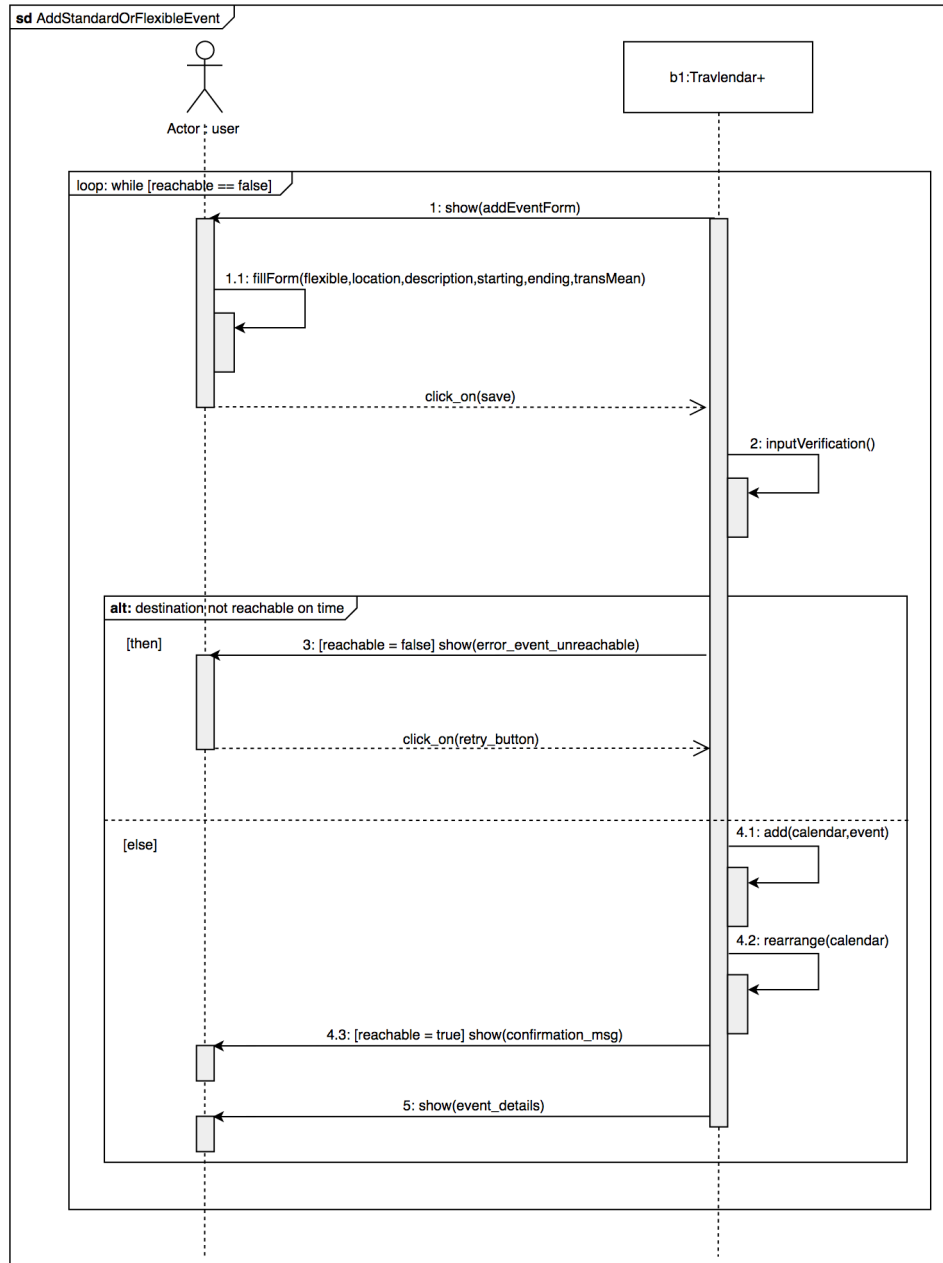 sd AddStandardOrFlexibleEvent
b1:Travlendar+
Actor : user
loop: while [reachable == false]
1: show(addEventForm)
1.1: fillForm(flexible,location,description,starting,ending,transMean)
click_on(save)
2: inputVerification()
alt: destination not reachable on time
[then]
3: [reachable = false] show(error_event_unreachable)
click_on(retry_button)
[else]
4.1: add(calendar,event)
4.2: rearrange(calendar)
4.3: [reachable = true] show(confirmation_msg)
5: show(event_details)